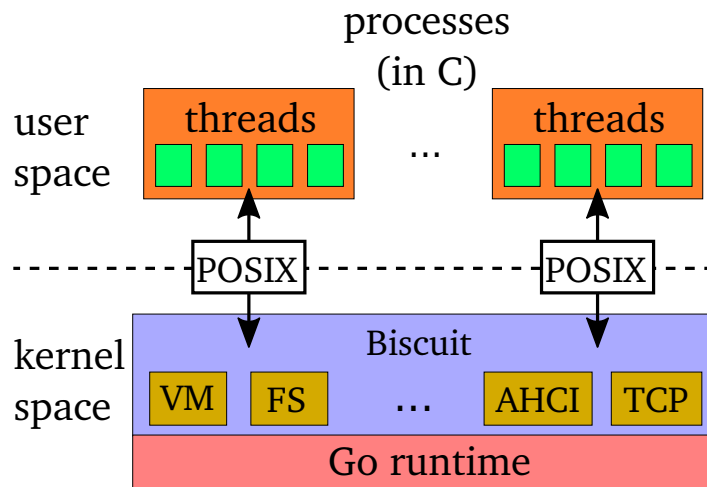 processes
(in C)
user
space
threads
...
threads
POSIX
POSIX
kernel
space
Biscuit
VM
FS
...
AHCI
TCP
Go runtime